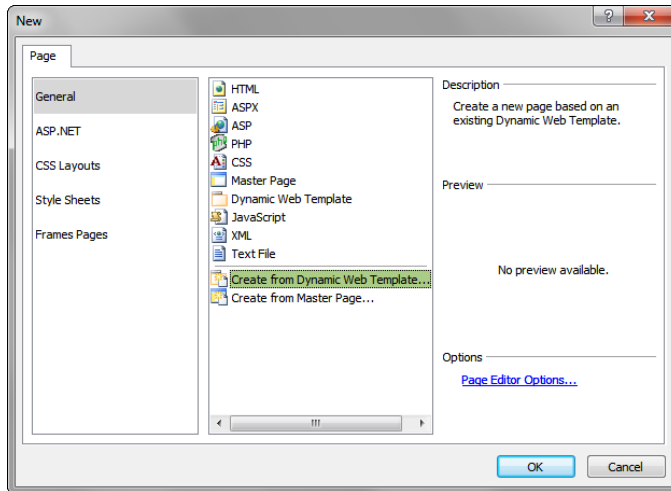 New
Page
General
ASP.NET
CSS Layouts
Style Sheets
Frames Pages
HTML
ASPX
ASP
PHP
CSS
Master Page
Dynamic Web Template
JavaScript
XML
Text File
Create from Dynamic Web Template...
Create from Master Page...
Description
Create a new page based on an
existing Dynamic Web Template.
Preview
No preview available.
Options
Page Editor Options...
OK
Cancel